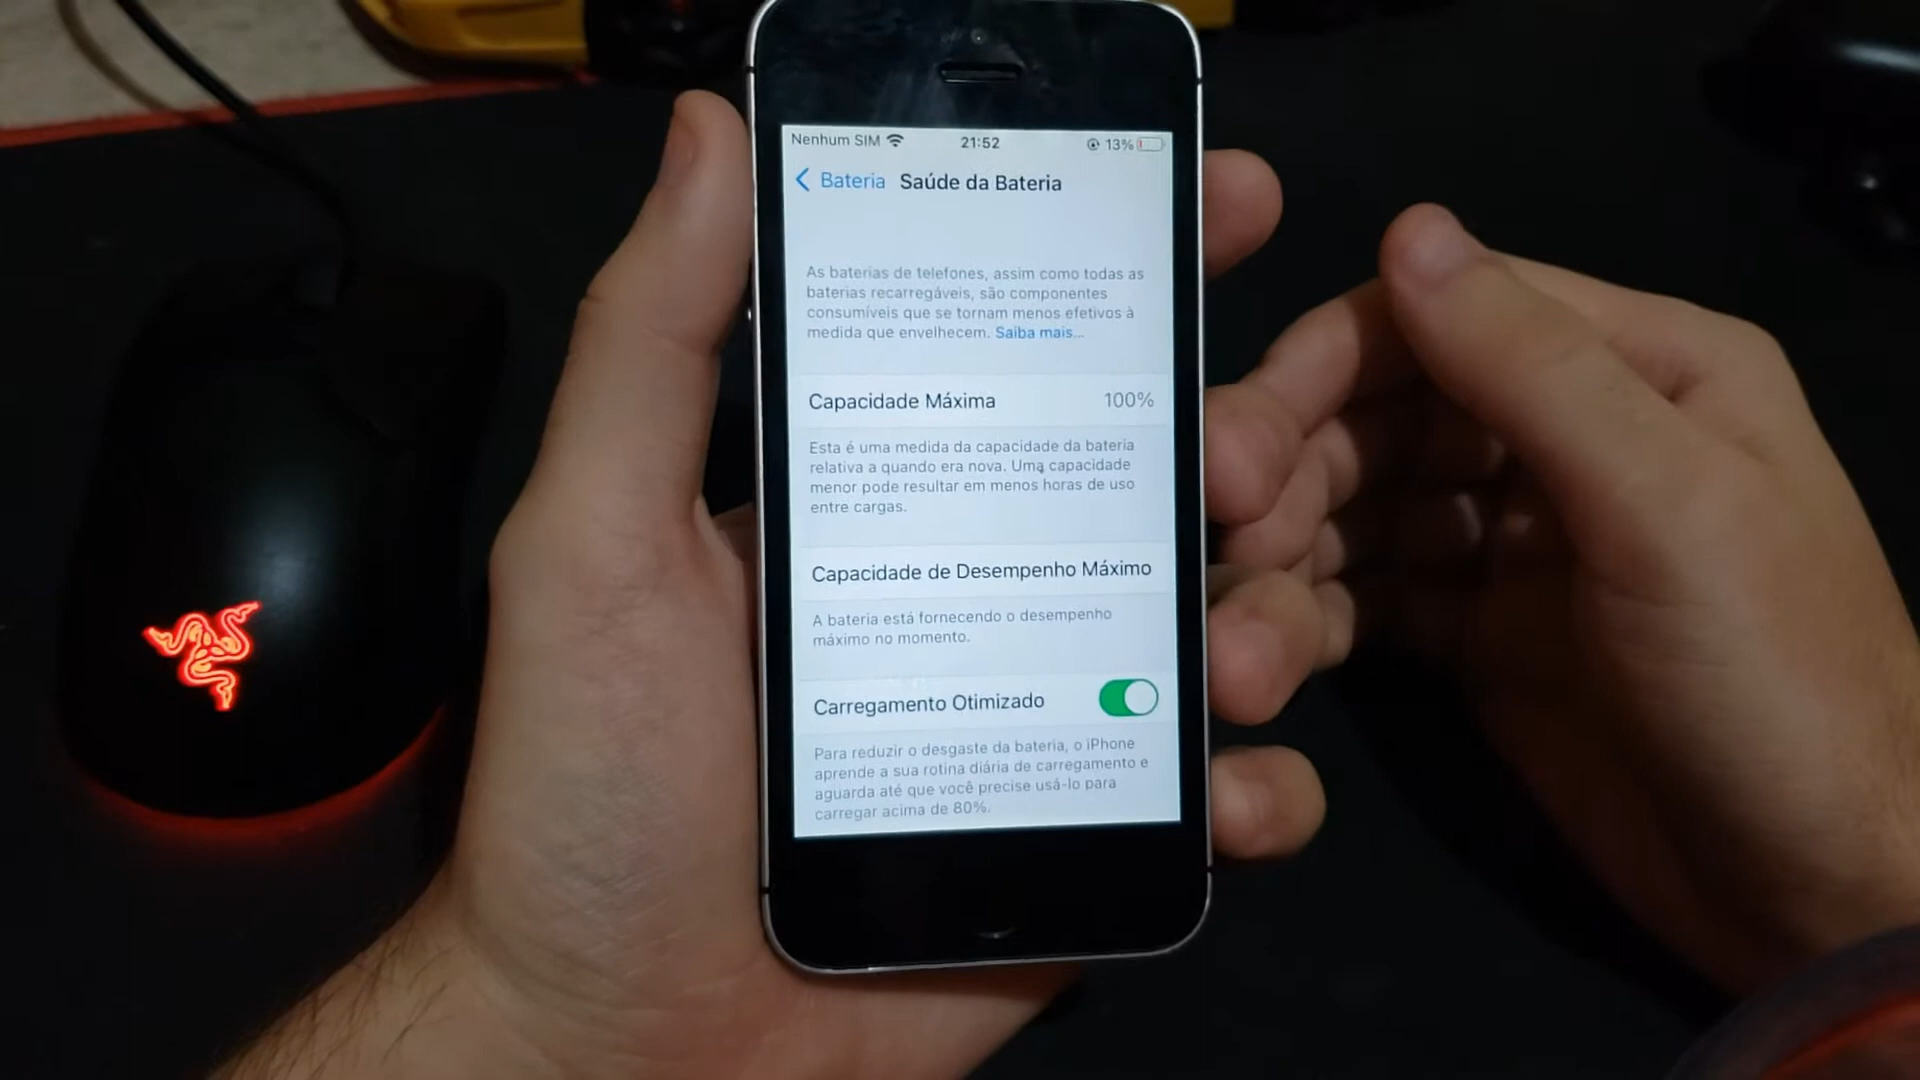 Nenhum SIM 21:52 13%
Bateria Saúde da Bateria
As baterias de telefones, assim como todas as
baterias recarregáveis, são componentes
consumíveis que se tornam menos efetivos à
medida que envelhecem. Saiba mais...
Capacidade Máxima 100%
Esta é uma medida da capacidade da bateria
relativa a quando era nova. Uma capacidade
menor pode resultar em menos horas de uso
entre cargas.
Capacidade de Desempenho Máximo
A bateria está fornecendo o desempenho
máximo no momento.
Carregamento Otimizado
Para reduzir o desgaste da bateria, o iPhone
aprende a sua rotina diária de carregamento e
aguarda até que você precise usá-lo para
carregar acima de 80%.